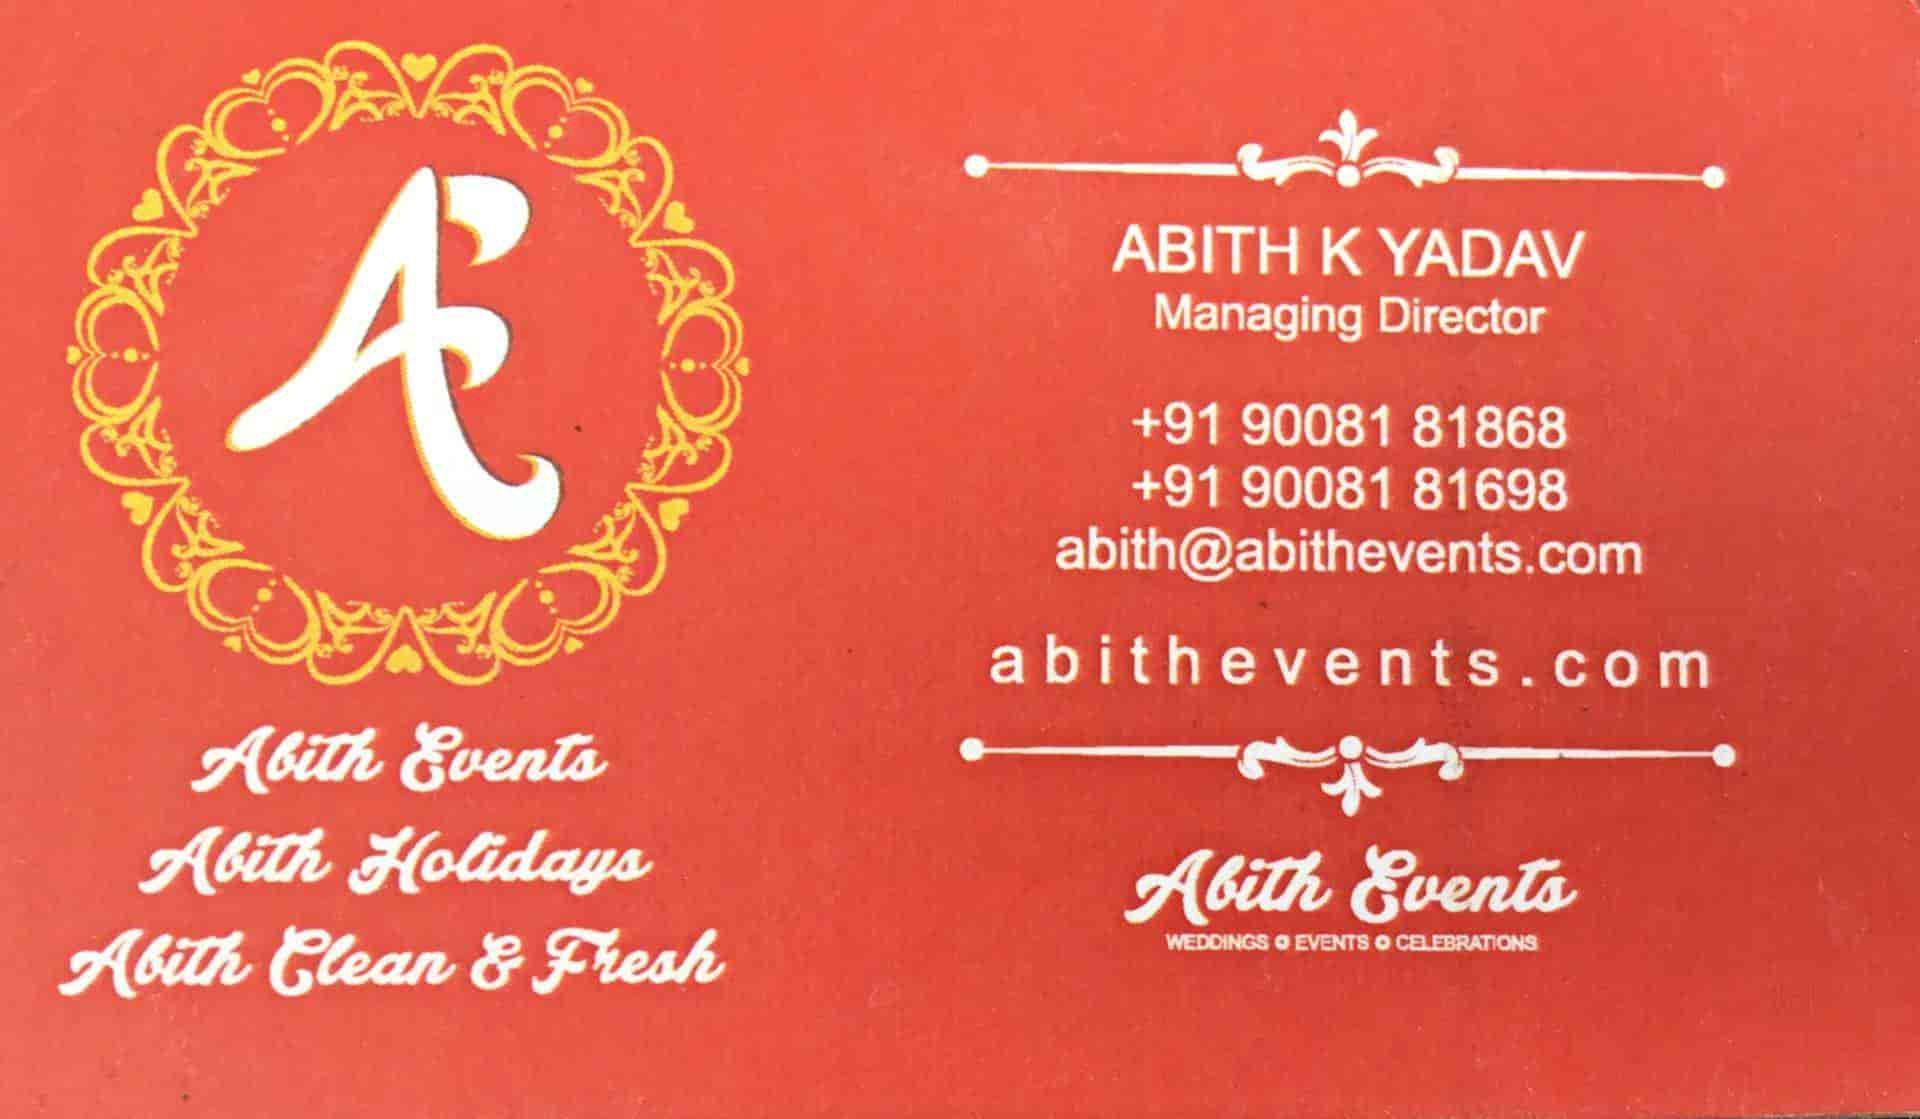 Abith Events
Abith Holidays
Abith Clean & Fresh
ABITH K YADAV
Managing Director
+91 90081 81868
+91 90081 81698
abith@abithevents.com
abithevents.com
Abith Events
WEDDINGS EVENTS CELEBRATIONS